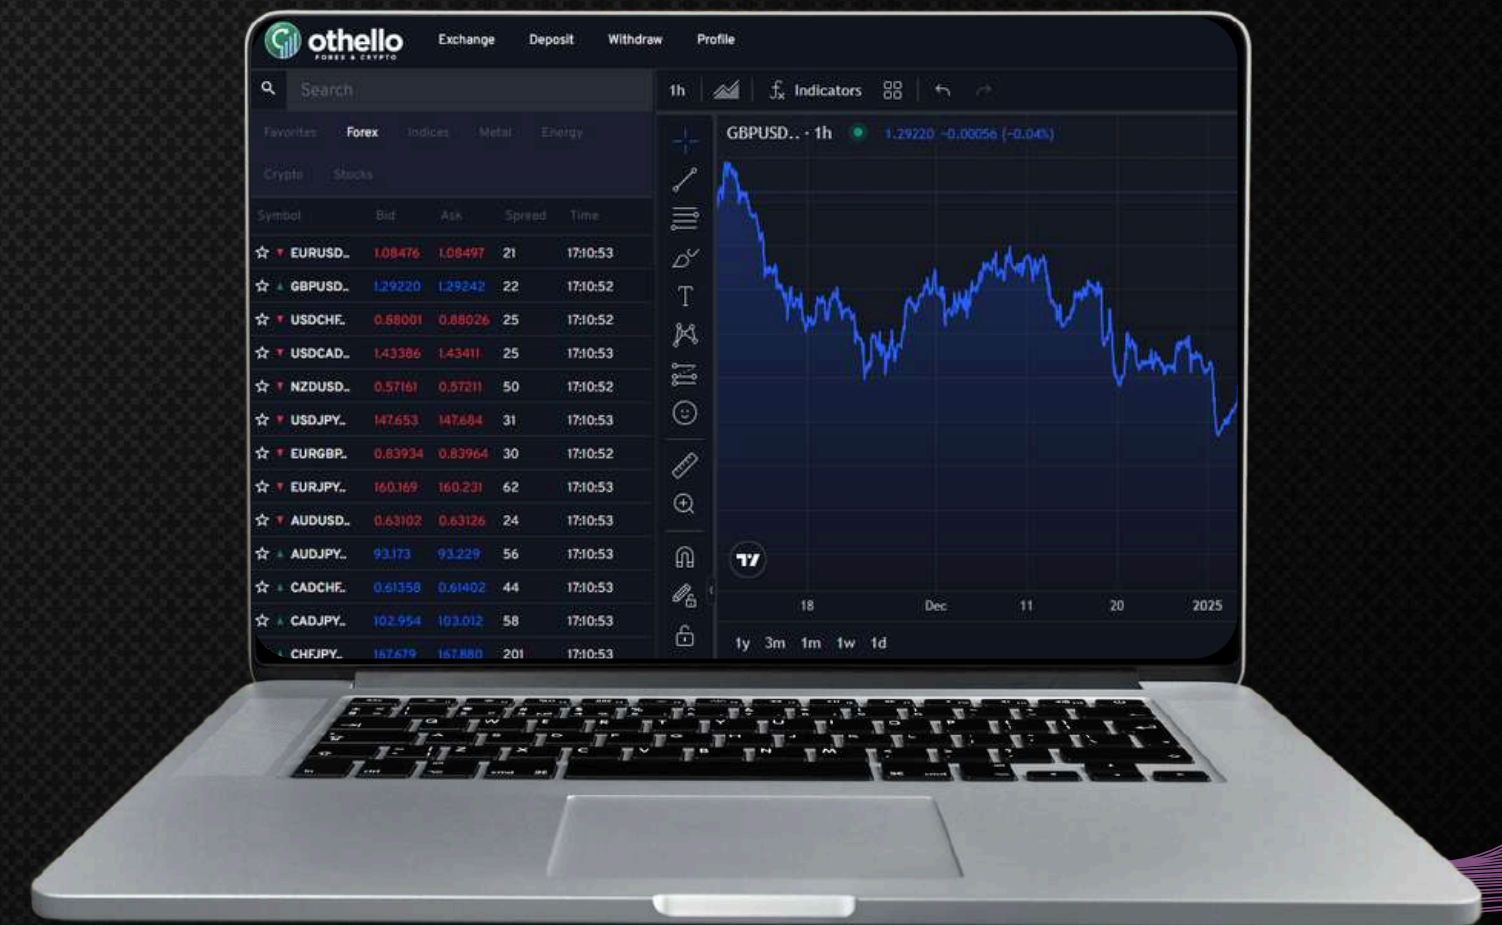 othello
FOREX & CRYPTO
Exchange Deposit Withdraw Profile
Search
Favorites Forex Indices Metal Energy
Crypto Stocks
Symbol Bid Ask Spread Time
EURUSD.. 1.08476 1.08497 21 17:10:53
GBPUSD.. 1.29220 1.29242 22 17:10:52
USDCHF.. 0.88001 0.88026 25 17:10:52
USDCAD.. 1.43386 1.43411 25 17:10:53
NZDUSD.. 0.57161 0.57211 50 17:10:52
USDJPY.. 147.653 147.684 31 17:10:53
EURGBP.. 0.83934 0.83964 30 17:10:52
EURJPY.. 160.169 160.231 62 17:10:53
AUDUSD.. 0.63102 0.63126 24 17:10:53
AUDJPY.. 93.173 93.229 56 17:10:53
CADCHF.. 0.61358 0.61402 44 17:10:53
CADJPY.. 102.954 103.012 58 17:10:53
CHFJPY.. 167.679 167.880 201 17:10:53
1h Indicators
GBPUSD.. · 1h 1.29220 -0.00056 (-0.04%)
18 Dec 11 20 2025
1y 3m 1m 1w 1d
Q W E R T Y U I O P
A S D F G H J K L
Z X C V B N M
fn ctrl cmd ⌘ ⌘ cmd